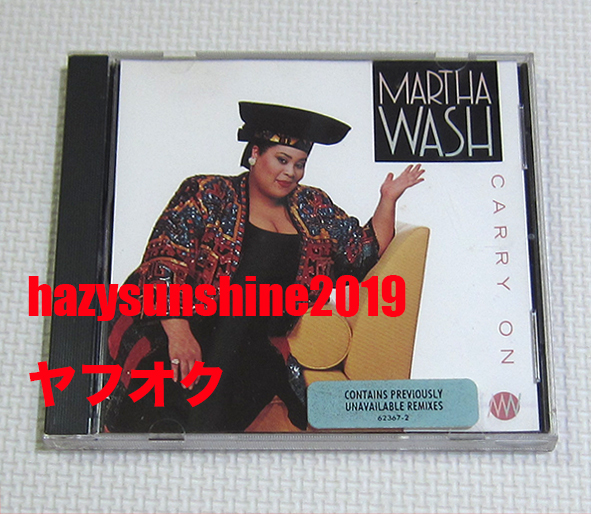 MARTHA
WASH
CARRY ON
hazysunshine2019
ヤフオク
CONTAINS PREVIOUSLY
UNAVAILABLE REMIXES
62367-2